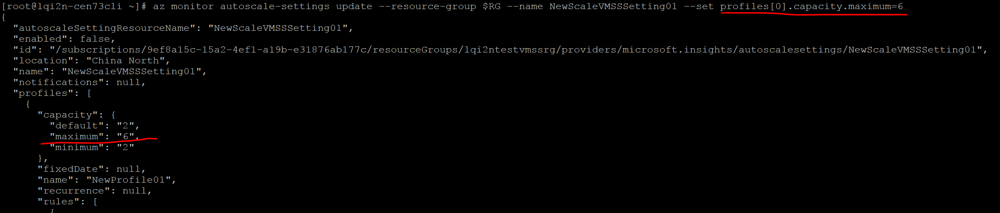 [root@lqi2n-cen73cli ~]# az monitor autoscale-settings update --resource-group $RG --name NewScaleVMSSSetting01 --set profiles[0].capacity.maximum=6
{
  "autoscaleSettingResourceName": "NewScaleVMSSSetting01",
  "enabled": false,
  "id": "/subscriptions/9ef8a15c-15a2-4ef1-a19b-e31876ab177c/resourceGroups/lqi2ntestvmssrg/providers/microsoft.insights/autoscalesettings/NewScaleVMSSSetting01",
  "location": "China North",
  "name": "NewScaleVMSSSetting01",
  "notifications": null,
  "profiles": [
    {
      "capacity": {
        "default": "2",
        "maximum": "6",
        "minimum": "2"
      },
      "fixedDate": null,
      "name": "NewProfile01",
      "recurrence": null,
      "rules": [
        {